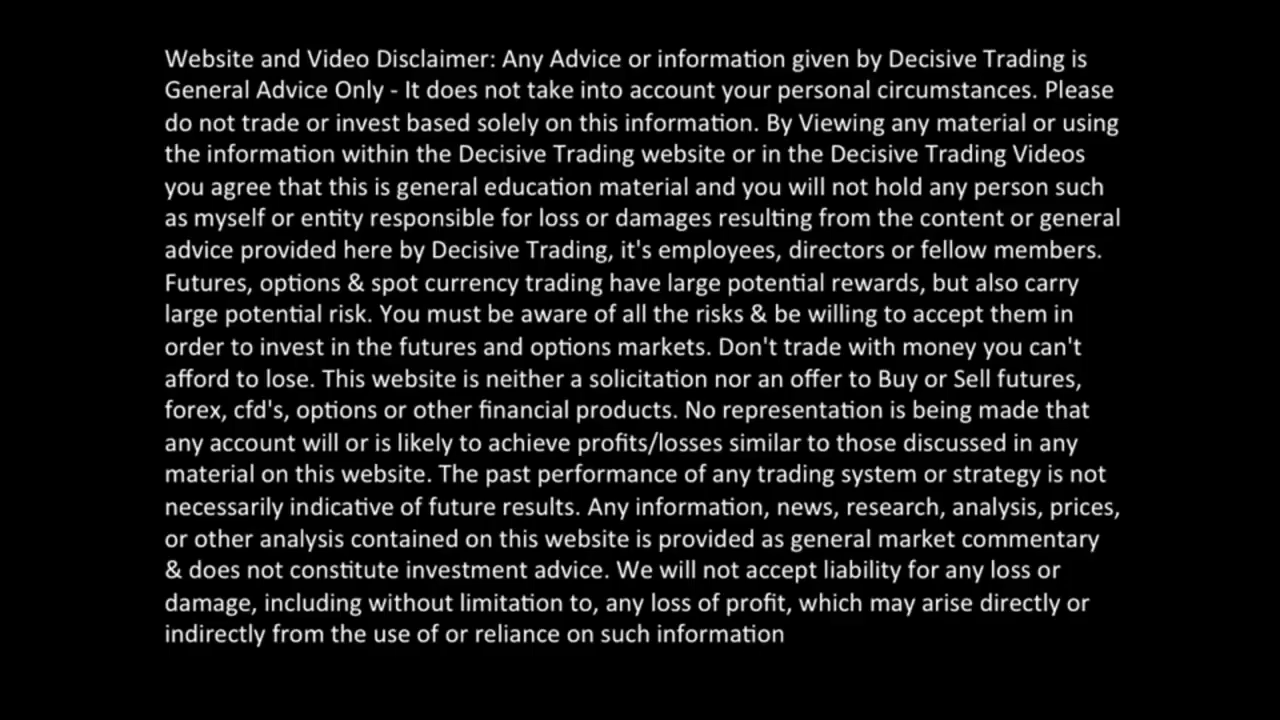 Website and Video Disclaimer: Any Advice or information given by Decisive Trading is
General Advice Only - It does not take into account your personal circumstances. Please
do not trade or invest based solely on this information. By Viewing any material or using
the information within the Decisive Trading website or in the Decisive Trading Videos
you agree that this is general education material and you will not hold any person such
as myself or entity responsible for loss or damages resulting from the content or general
advice provided here by Decisive Trading, it's employees, directors or fellow members.
Futures, options & spot currency trading have large potential rewards, but also carry
large potential risk. You must be aware of all the risks & be willing to accept them in
order to invest in the futures and options markets. Don't trade with money you can't
afford to lose. This website is neither a solicitation nor an offer to Buy or Sell futures,
forex, cfd's, options or other financial products. No representation is being made that
any account will or is likely to achieve profits/losses similar to those discussed in any
material on this website. The past performance of any trading system or strategy is not
necessarily indicative of future results. Any information, news, research, analysis, prices,
or other analysis contained on this website is provided as general market commentary
& does not constitute investment advice. We will not accept liability for any loss or
damage, including without limitation to, any loss of profit, which may arise directly or
indirectly from the use of or reliance on such information